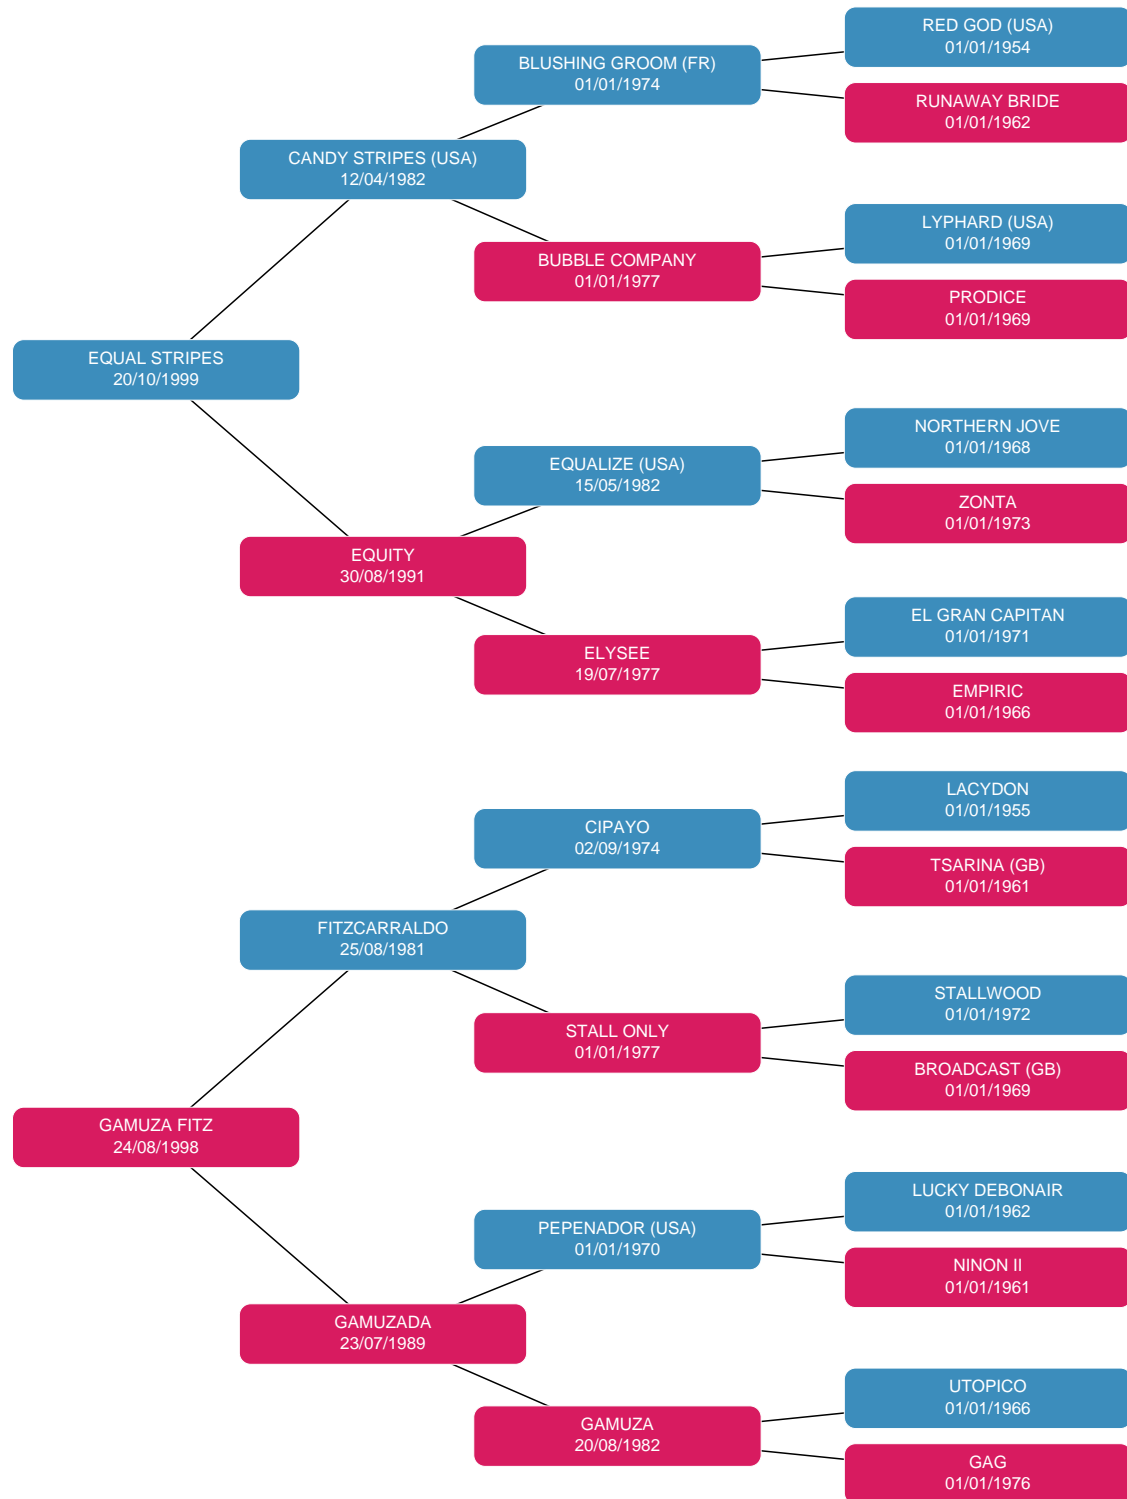 RED GOD (USA)
01/01/1954
BLUSHING GROOM (FR)
01/01/1974
RUNAWAY BRIDE
01/01/1962
CANDY STRIPES (USA)
12/04/1982
LYPHARD (USA)
01/01/1969
BUBBLE COMPANY
01/01/1977
PRODICE
01/01/1969
EQUAL STRIPES
20/10/1999
NORTHERN JOVE
01/01/1968
EQUALIZE (USA)
15/05/1982
ZONTA
01/01/1973
EQUITY
30/08/1991
EL GRAN CAPITAN
01/01/1971
ELYSEE
19/07/1977
EMPIRIC
01/01/1966
LACYDON
01/01/1955
CIPAYO
02/09/1974
TSARINA (GB)
01/01/1961
FITZCARRALDO
25/08/1981
STALLWOOD
01/01/1972
STALL ONLY
01/01/1977
BROADCAST (GB)
01/01/1969
GAMUZA FITZ
24/08/1998
LUCKY DEBONAIR
01/01/1962
PEPENADOR (USA)
01/01/1970
NINON II
01/01/1961
GAMUZADA
23/07/1989
UTOPICO
01/01/1966
GAMUZA
20/08/1982
GAG
01/01/1976